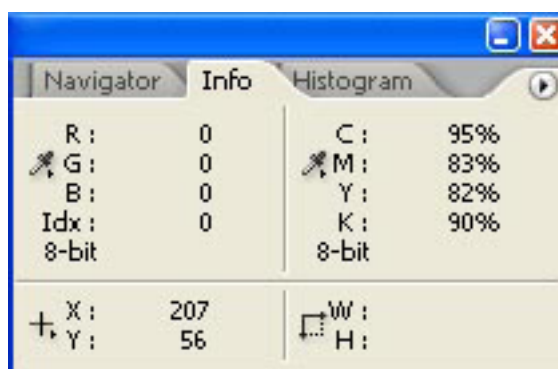 Navigator Info Histogram
R : 0 C : 95%
G : 0 M : 83%
B : 0 Y : 82%
Idx : 0 K : 90%
8-bit 8-bit
X : 207 W :
Y : 56 H :